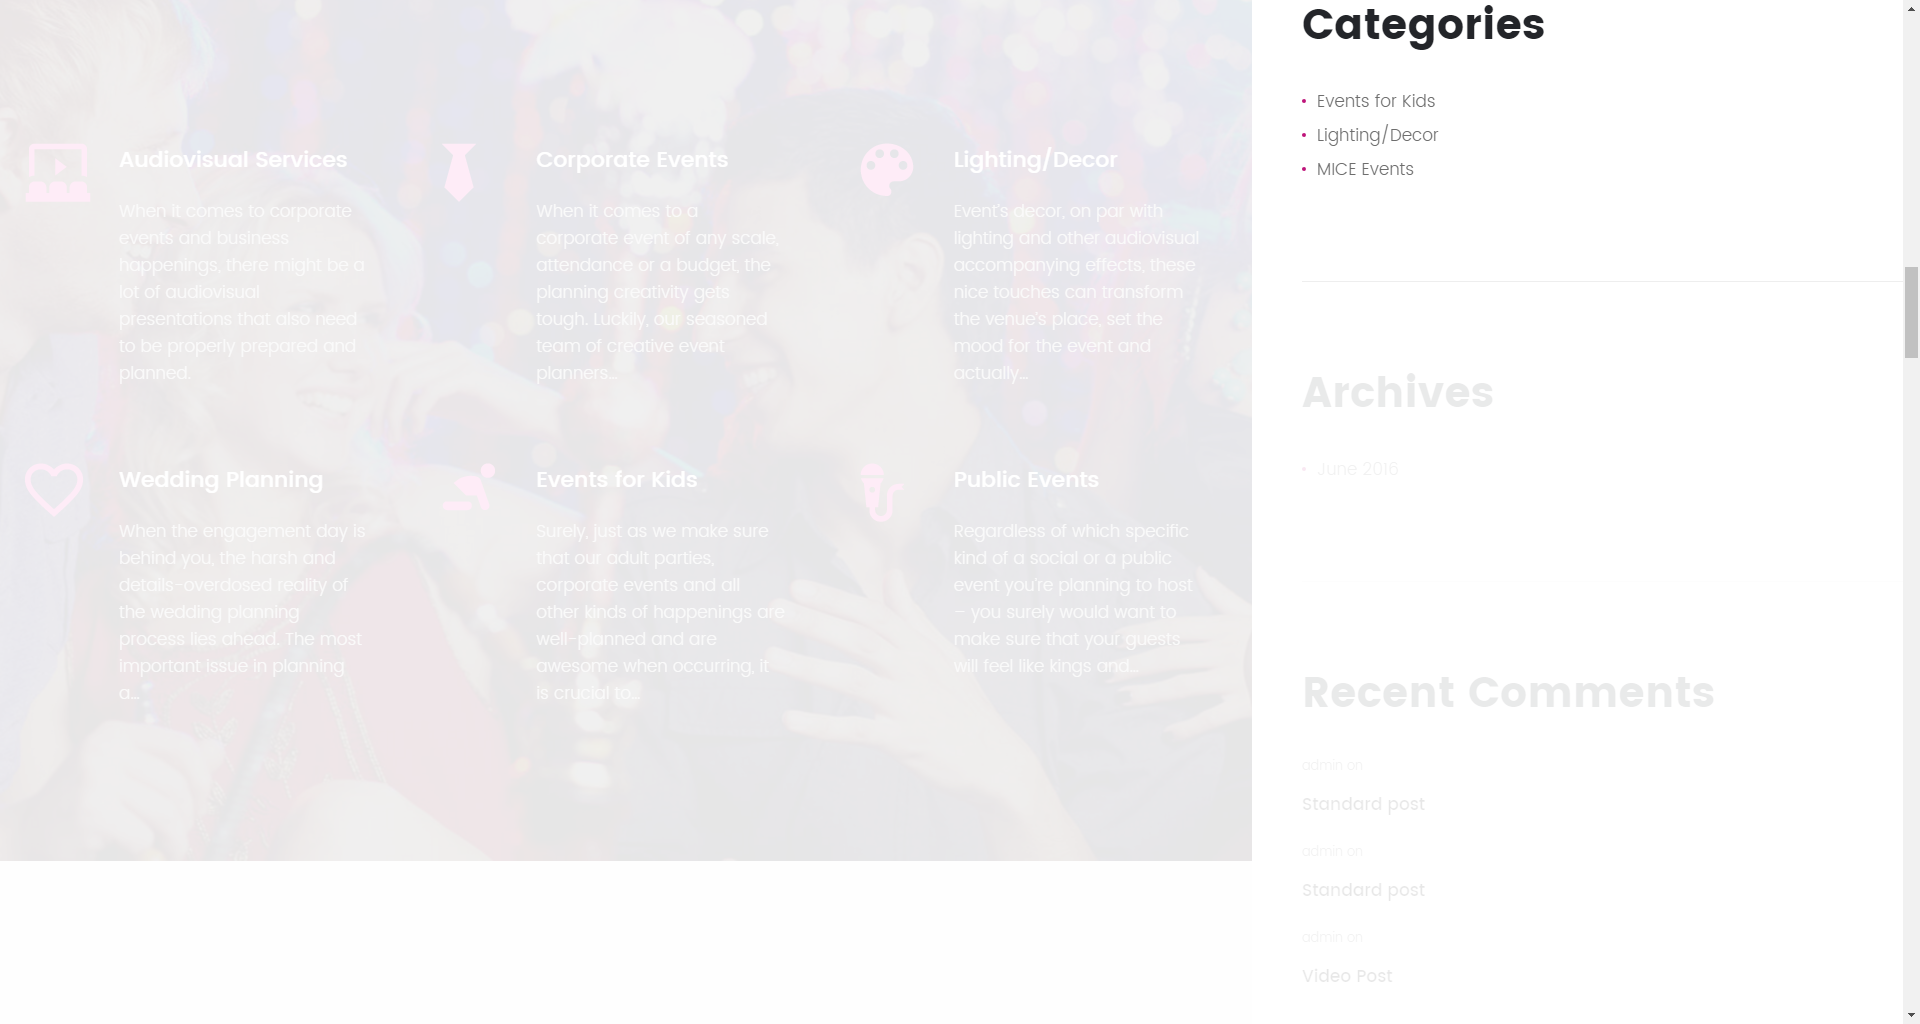 Audiovisual Services
When it comes to corporate
events and business
happenings, there might be a
lot of audiovisual
presentations that also need
to be properly prepared and
planned.
Corporate Events
When it comes to a
corporate event of any scale,
attendance or a budget, the
planning creativity gets
tough. Luckily, our seasoned
team of creative event
planners...
Lighting/Decor
Event's decor, on par with
lighting and other audiovisual
accompanying effects, these
nice touches can transform
the venue's place, set the
mood for the event and
actually...
Wedding Planning
When the engagement day is
behind you, the harsh and
details-overdosed reality of
the wedding planning
process lies ahead. The most
important issue in planning
a...
Events for Kids
Surely, just as we make sure
that our adult parties,
corporate events and all
other kinds of happenings are
well-planned and are
awesome when occurring, it
is crucial to...
Public Events
Regardless of which specific
kind of a social or a public
event you're planning to host
– you surely would want to
make sure that your guests
will feel like kings and...
Categories
Events for Kids
Lighting/Decor
MICE Events
Archives
June 2016
Recent Comments
admin on
Standard post
admin on
Standard post
admin on
Video Post